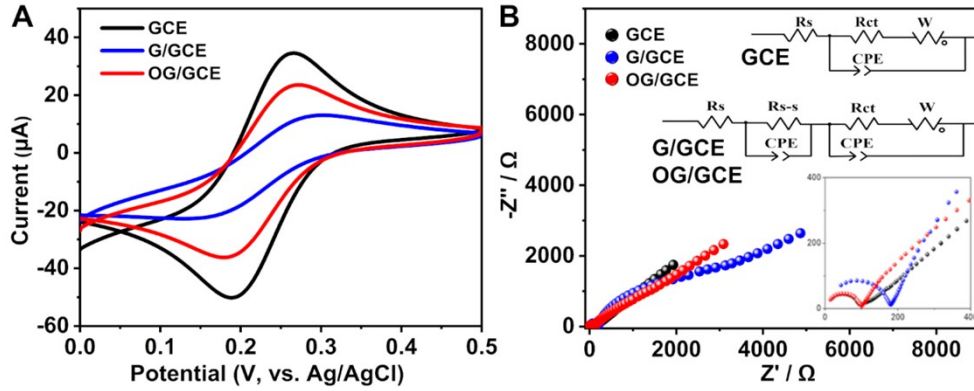 A
GCE
G/GCE
OG/GCE
Current (µA)
40
20
0
-20
-40
-60
0.0 0.1 0.2 0.3 0.4 0.5
Potential (V, vs. Ag/AgCl)
B
GCE
G/GCE
OG/GCE
-Z'' / Ω
8000
6000
4000
2000
0
0 2000 4000 6000 8000
Z' / Ω
Rs Rct W
CPE
GCE
Rs Rs-s Rct W
CPE CPE
G/GCE
OG/GCE
400
200
0
200 400